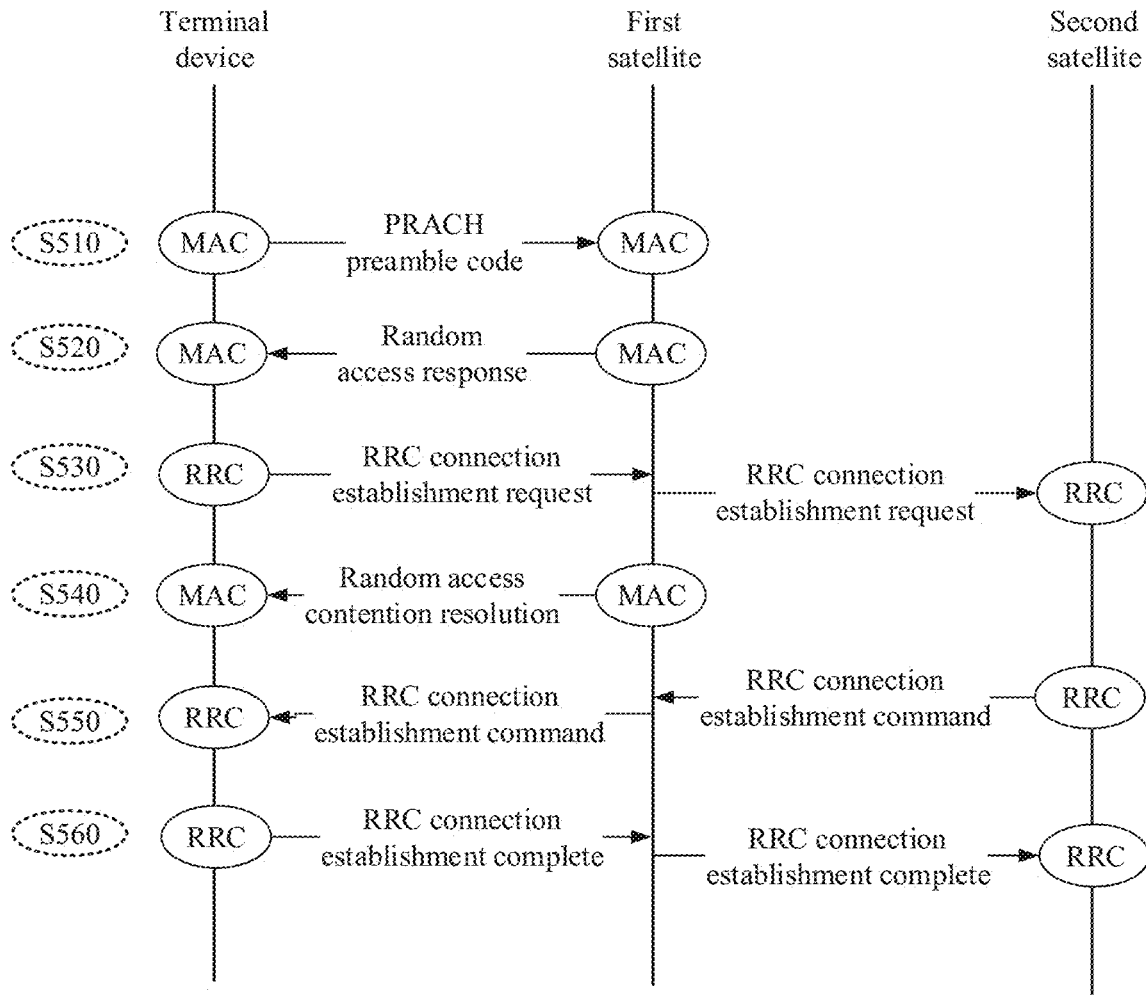 Terminal
device
First
satellite
Second
satellite
S510
MAC
PRACH
preamble code
MAC
S520
MAC
Random
access response
MAC
S530
RRC
RRC connection
establishment request
RRC connection
establishment request
RRC
S540
MAC
Random access
contention resolution
MAC
S550
RRC
RRC connection
establishment command
RRC connection
establishment command
RRC
S560
RRC
RRC connection
establishment complete
RRC connection
establishment complete
RRC